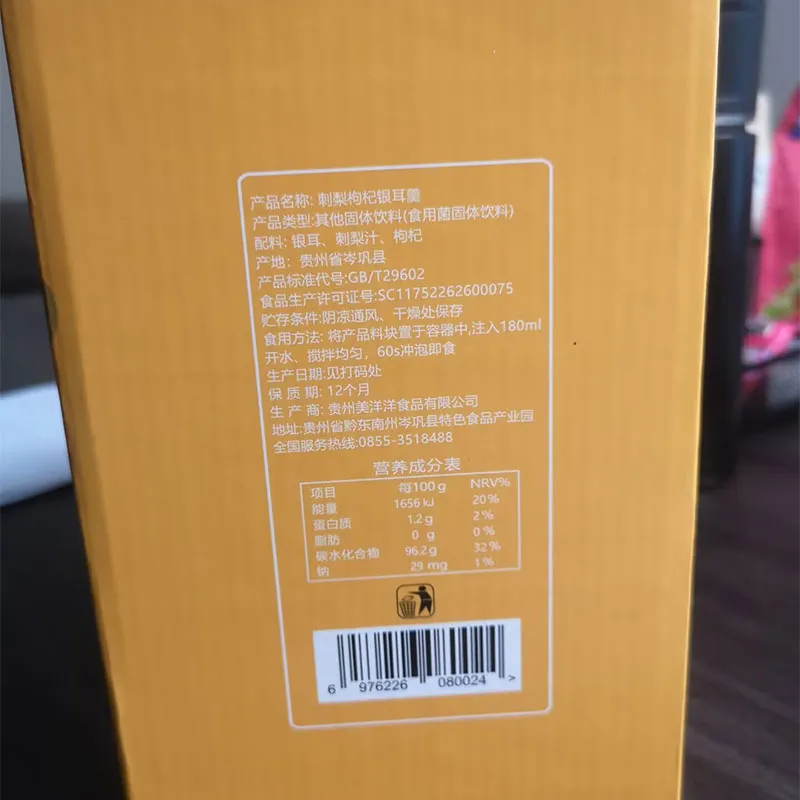 产品名称: 刺梨枸杞银耳羹
产品类型:其他固体饮料(食用菌固体饮料)
配料: 银耳、刺梨汁、枸杞
产地: 贵州省岑巩县
产品标准代号:GB/T29602
食品生产许可证号:SC11752262600075
贮存条件:阴凉通风、干燥处保存
食用方法: 将产品料块置于容器中,注入180ml
开水、搅拌均匀，60s冲泡即食
生产日期:见打码处
保 质 期: 12个月
生 产 商: 贵州美洋洋食品有限公司
地址:贵州省黔东南州岑巩县特色食品产业园
全国服务热线:0855-3518488
营养成分表
项目 每100g NRV%
能量 1656kJ 20%
蛋白质 1.2g 2%
脂肪 0 g 0%
碳水化合物 96.2g 32%
钠 29 mg 1%
6 976226 080024 >